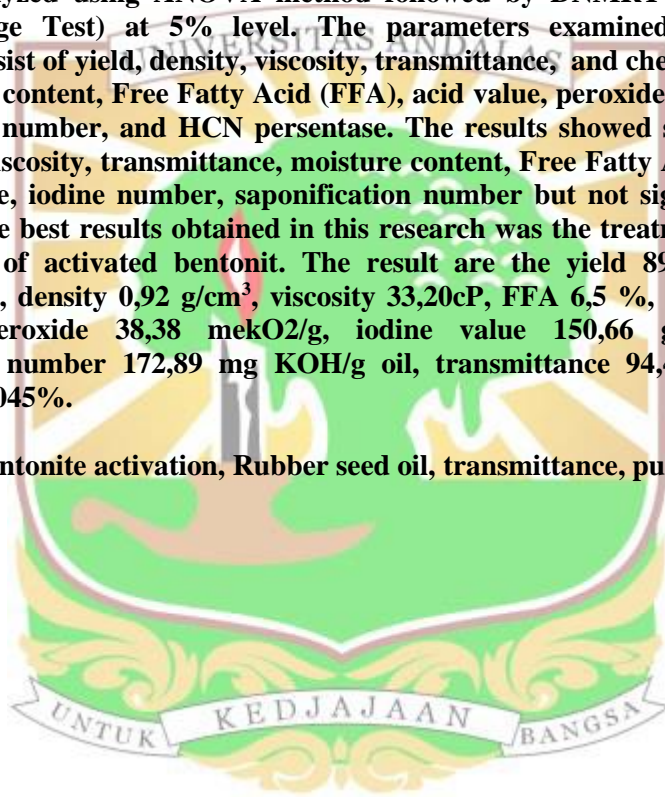 lyzed using ANOVA method followed by DNMRT
ge Test) at 5% level. The parameters examined
UNIVERSITAS ANDALAS
sist of yield, density, viscosity, transmittance, and che
content, Free Fatty Acid (FFA), acid value, peroxide
number, and HCN persentase. The results showed s
iscosity, transmittance, moisture content, Free Fatty A
e, iodine number, saponification number but not sig
e best results obtained in this research was the treatm
of activated bentonit. The result are the yield 89
, density 0,92 g/cm³, viscosity 33,20cP, FFA 6,5 %,
eroxide 38,38 mekO2/g, iodine value 150,66 g
number 172,89 mg KOH/g oil, transmittance 94,4
045%.
entonite activation, Rubber seed oil, transmittance, pu
UNTUK KEDJAJAAN BANGSA